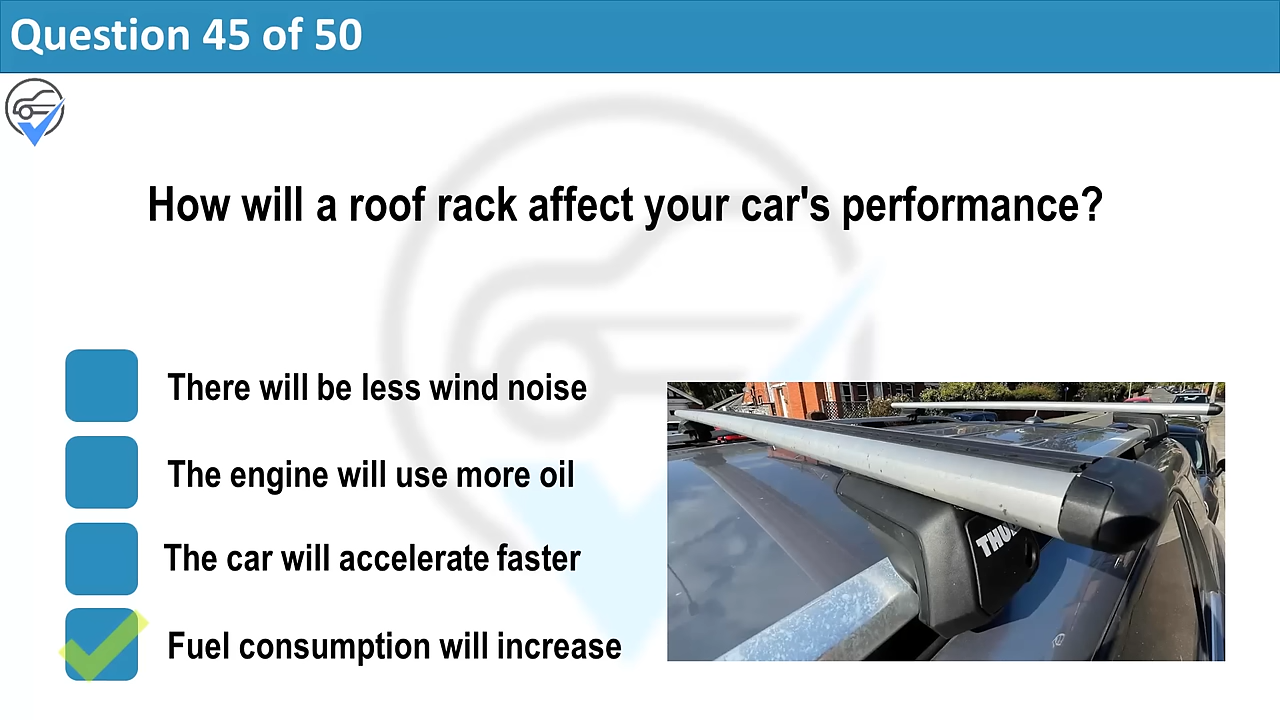 Question 45 of 50
How will a roof rack affect your car's performance?
There will be less wind noise
The engine will use more oil
The car will accelerate faster
Fuel consumption will increase